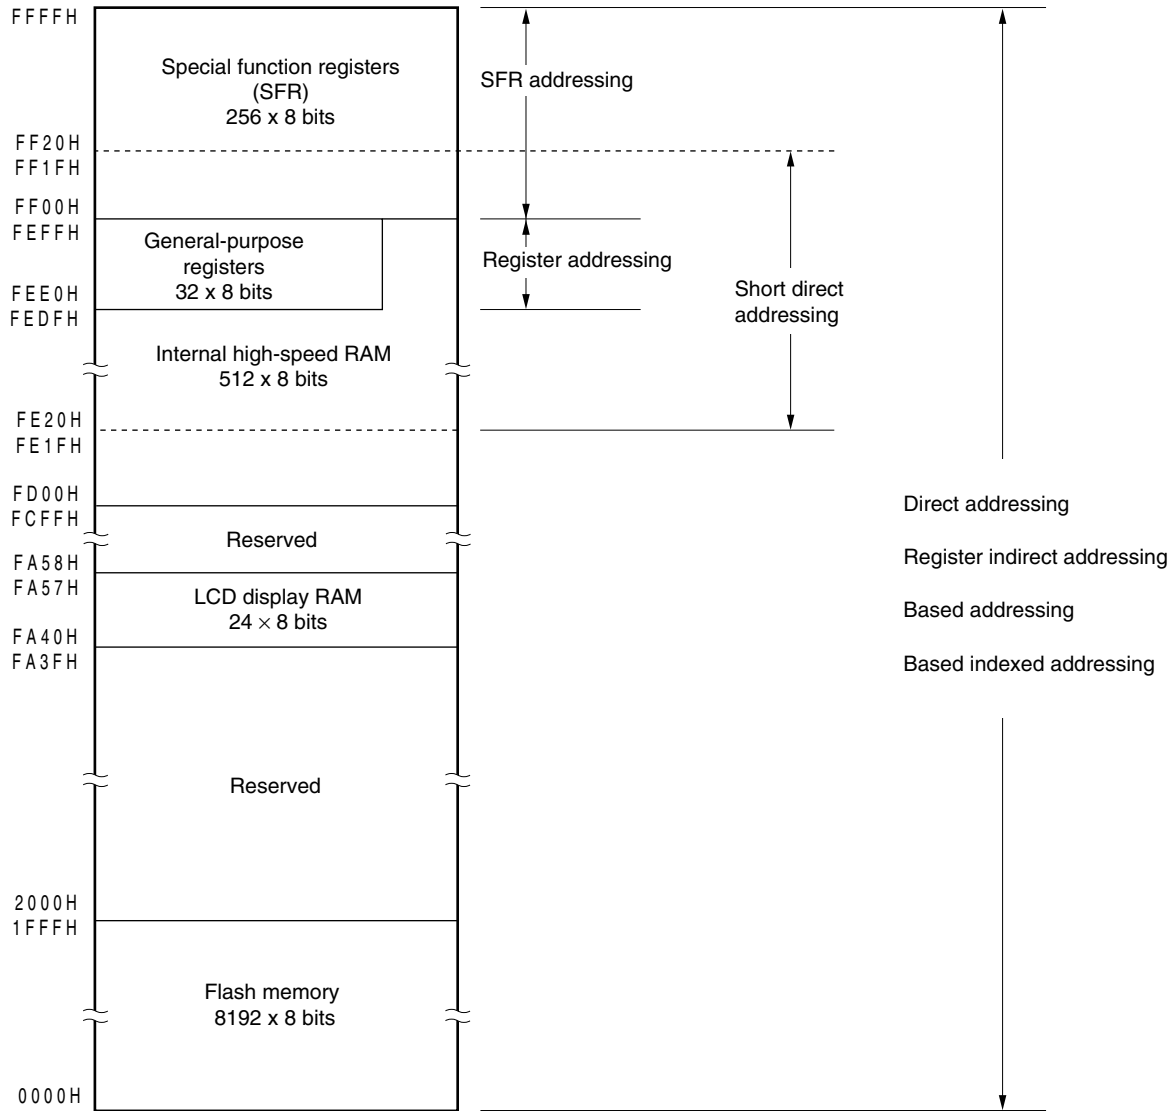 FFFFH
Special function registers
(SFR)
256 x 8 bits
SFR addressing
FF20H
FF1FH
FF00H
FEFFH
General-purpose
registers
32 x 8 bits
Register addressing
FEE0H
FEDFH
Short direct
addressing
Internal high-speed RAM
512 x 8 bits
FE20H
FE1FH
FD00H
FCFFH
Reserved
FA58H
FA57H
LCD display RAM
24 × 8 bits
FA40H
FA3FH
Direct addressing
Register indirect addressing
Based addressing
Based indexed addressing
Reserved
2000H
1FFFH
Flash memory
8192 x 8 bits
0000H